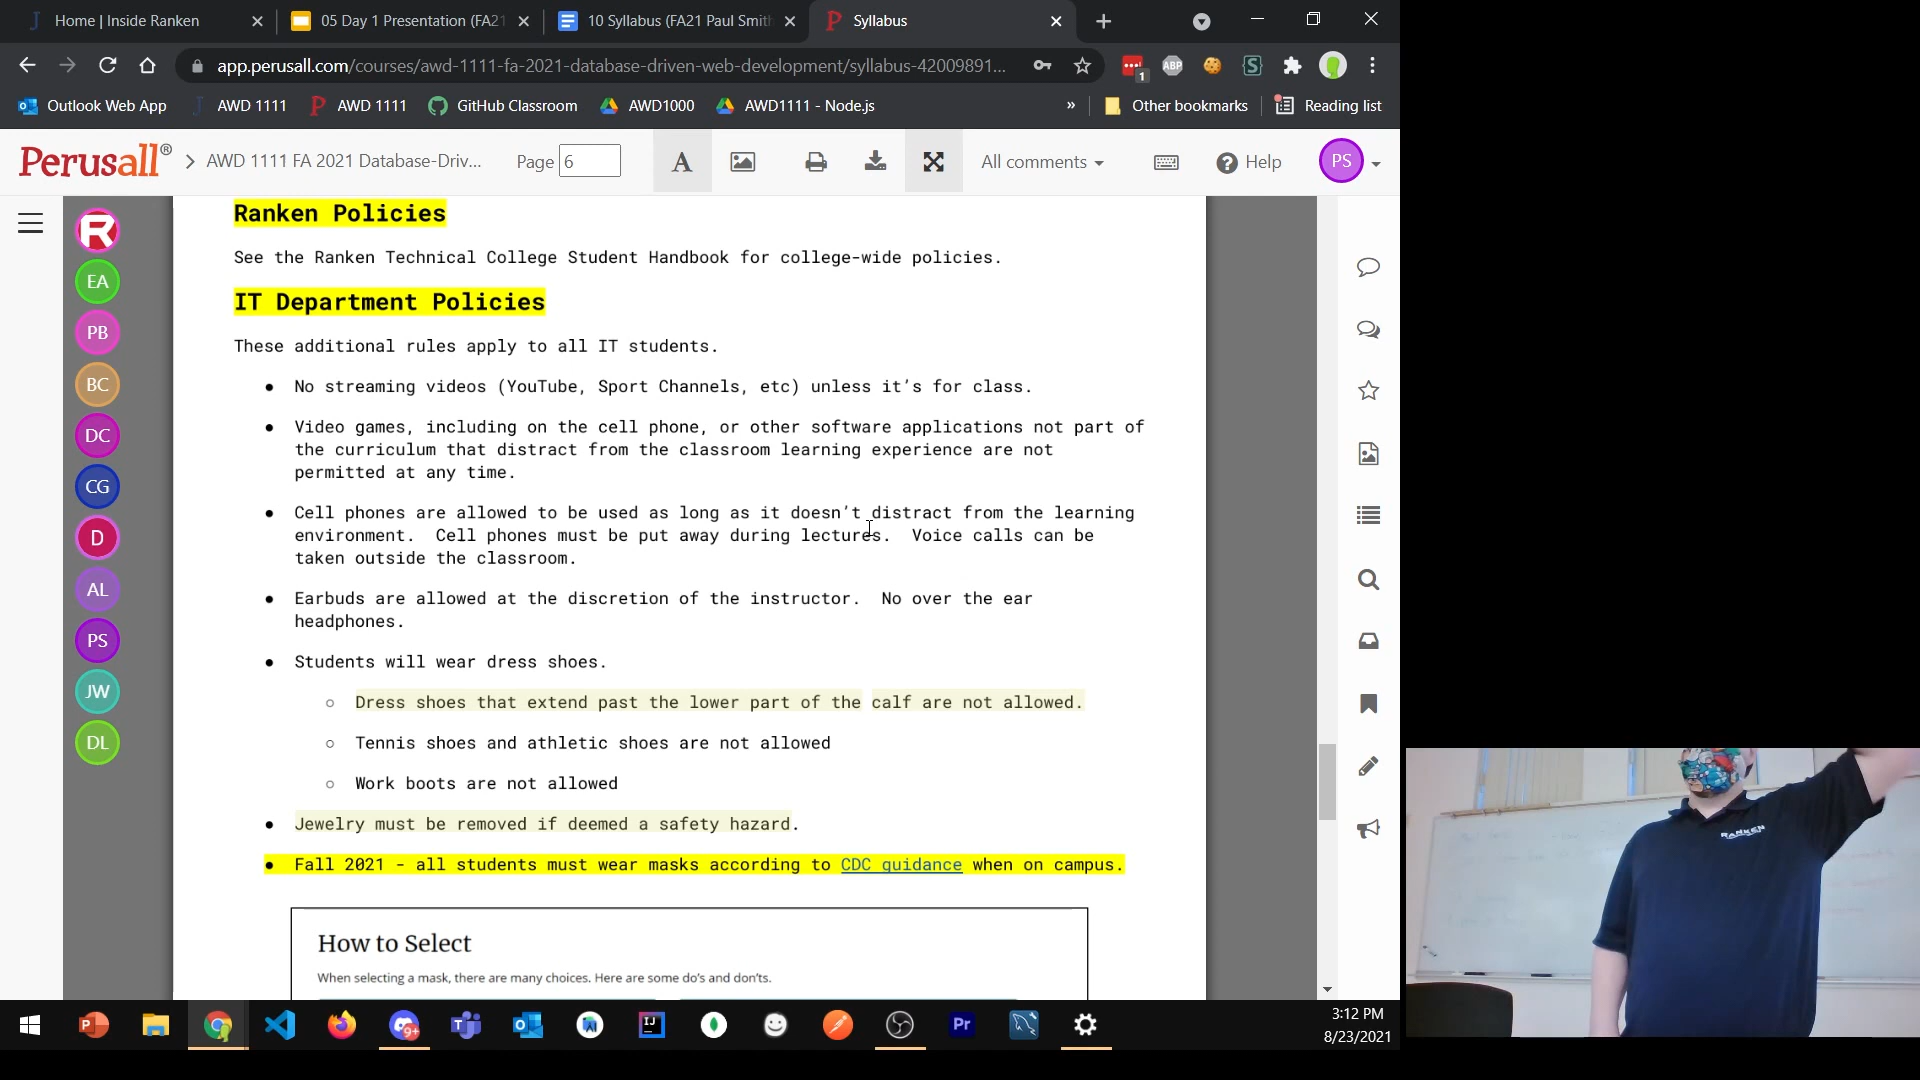 Home | Inside Ranken
05 Day 1 Presentation (FA21
10 Syllabus (FA21 Paul Smith
Syllabus
app.perusall.com/courses/awd-1111-fa-2021-database-driven-web-development/syllabus-42009891...
1
ABP
Outlook Web App
AWD 1111
AWD 1111
GitHub Classroom
AWD1000
AWD1111 - Node.js
»
Other bookmarks
Reading list
Perusall®
AWD 1111 FA 2021 Database-Driv...
Page 6
All comments
Help
PS
R
EA
PB
BC
DC
CG
D
AL
PS
JW
DL
Ranken Policies
See the Ranken Technical College Student Handbook for college-wide policies.
IT Department Policies
These additional rules apply to all IT students.
● No streaming videos (YouTube, Sport Channels, etc) unless it’s for class.
● Video games, including on the cell phone, or other software applications not part of
the curriculum that distract from the classroom learning experience are not
permitted at any time.
● Cell phones are allowed to be used as long as it doesn’t distract from the learning
environment.  Cell phones must be put away during lectures.  Voice calls can be
taken outside the classroom.
● Earbuds are allowed at the discretion of the instructor.  No over the ear
headphones.
● Students will wear dress shoes.
○ Dress shoes that extend past the lower part of the calf are not allowed.
○ Tennis shoes and athletic shoes are not allowed
○ Work boots are not allowed
● Jewelry must be removed if deemed a safety hazard.
● Fall 2021 - all students must wear masks according to CDC guidance when on campus.
How to Select
When selecting a mask, there are many choices. Here are some do’s and don’ts.
RANKEN
9+
IJ
Pr
3:12 PM
8/23/2021